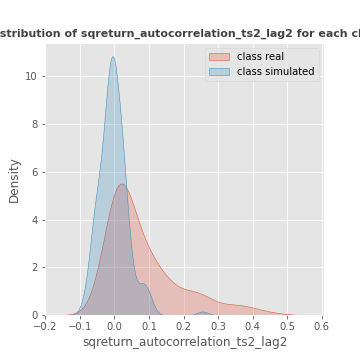 stribution of sqreturn_autocorrelation_ts2_lag2 for each cl
class real
class simulated
Density
10
8
6
4
2
0
−0.2 −0.1 0.0 0.1 0.2 0.3 0.4 0.5 0.6
sqreturn_autocorrelation_ts2_lag2